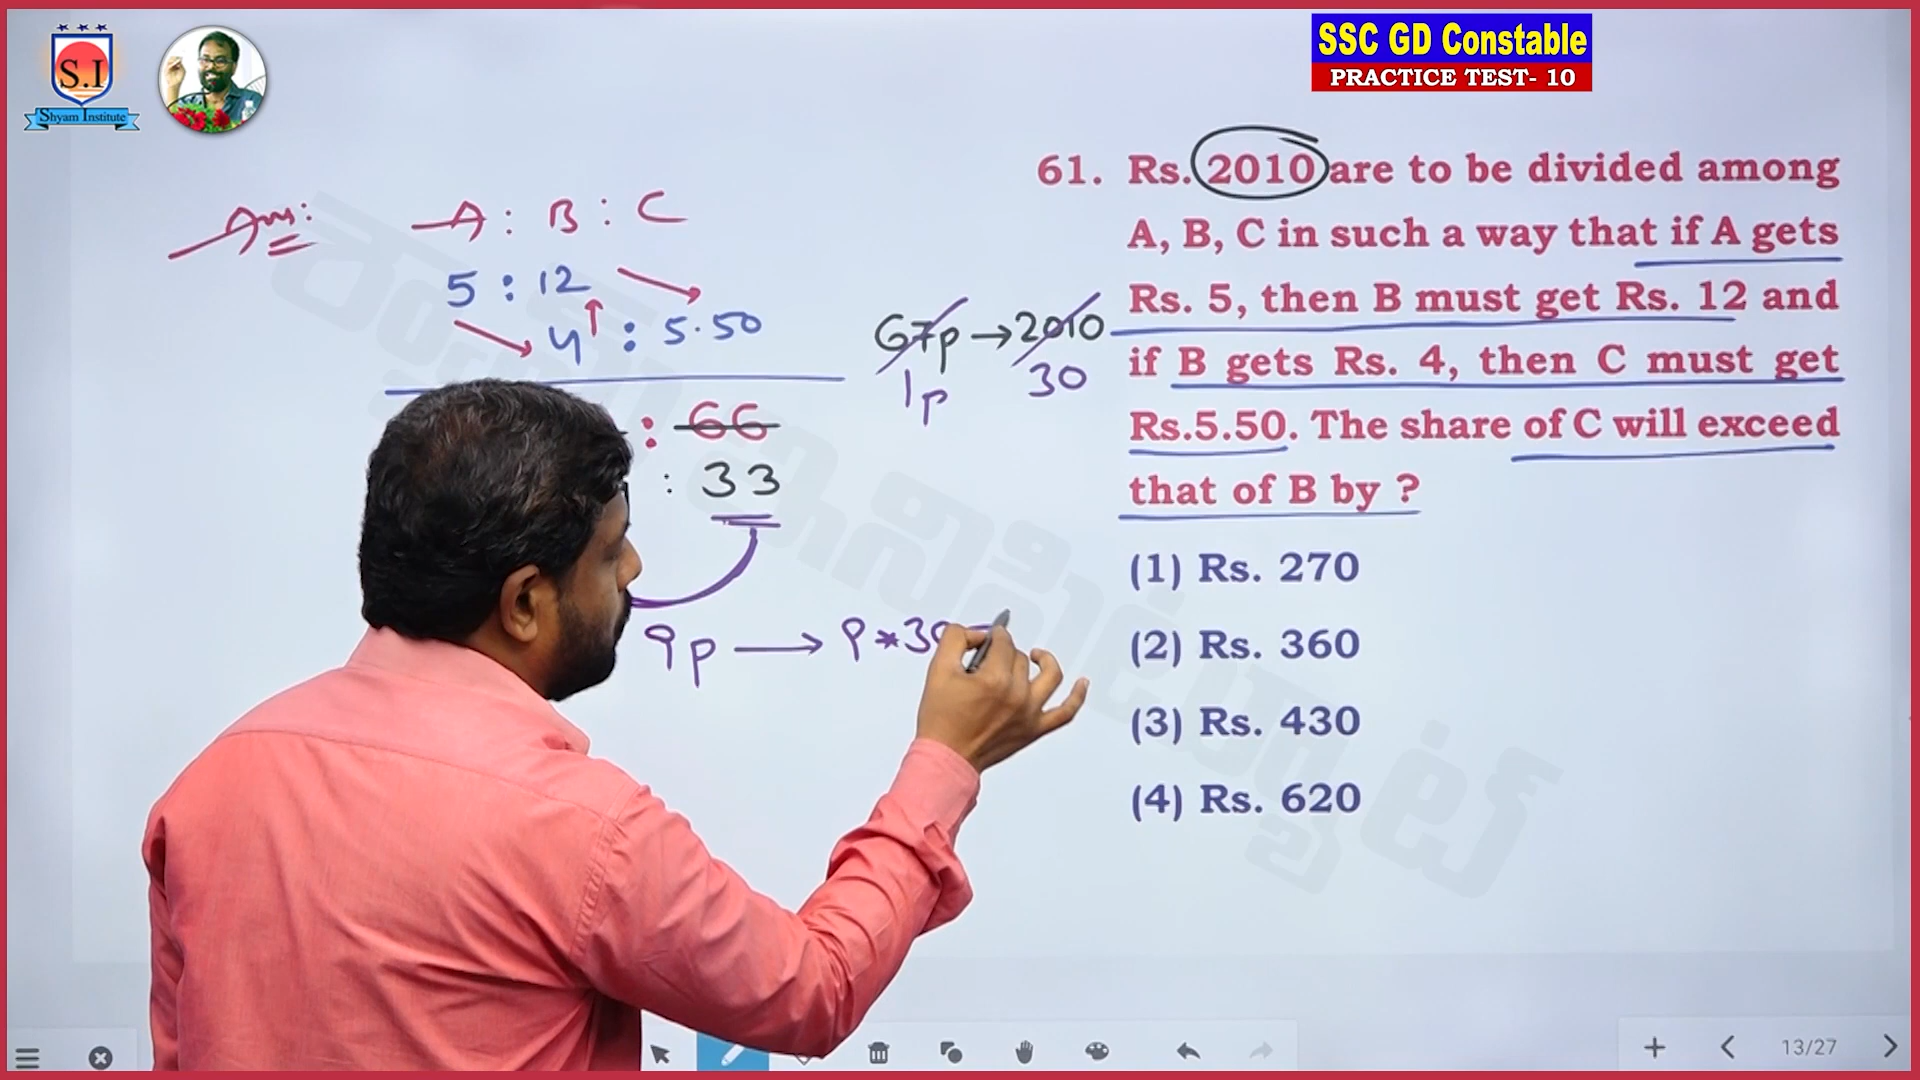 S.I
Shyam Institute
SSC GD Constable
PRACTICE TEST- 10
61. Rs. 2010 are to be divided among
A, B, C in such a way that if A gets
Rs. 5, then B must get Rs. 12 and
if B gets Rs. 4, then C must get
Rs.5.50. The share of C will exceed
that of B by ?
(1) Rs. 270
(2) Rs. 360
(3) Rs. 430
(4) Rs. 620
Ans:
A : B : C
5 : 12
4 : 5.50
: 66
: 33
67p → 2010
1p 30
9p → 9*30
13/27